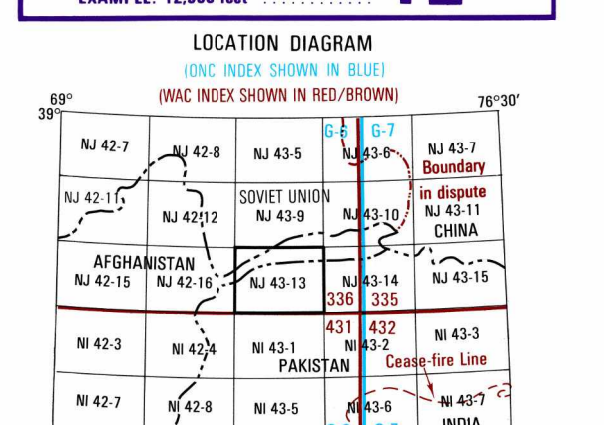 EXAMPLE: 12,500 feet
LOCATION DIAGRAM
(ONC INDEX SHOWN IN BLUE)
(WAC INDEX SHOWN IN RED/BROWN)
69° 76°30'
39°
G-6 G-7
NJ 42-7 NJ 42-8 NJ 43-5 NJ 43-6 NJ 43-7
Boundary
in dispute
NJ 42-11 SOVIET UNION
NJ 42-12 NJ 43-9 NJ 43-10 NJ 43-11
CHINA
AFGHANISTAN
NJ 42-15 NJ 42-16 NJ 43-13 NJ 43-14 NJ 43-15
336 335
431 432
NI 42-3 NI 42-4 NI 43-1 NI 43-2 NI 43-3
PAKISTAN Cease-fire Line
NI 42-7 NI 42-8 NI 43-5 NI 43-6 NI 43-7
INDIA